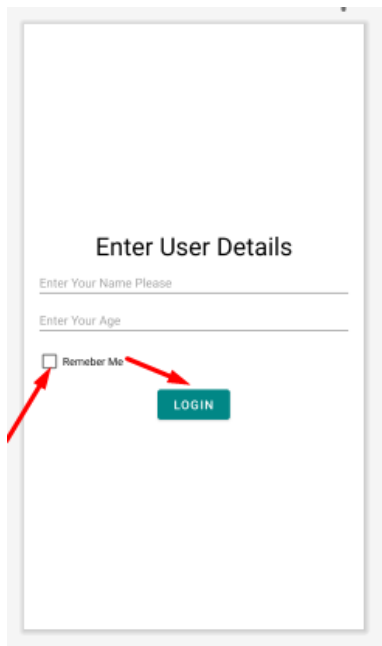 Enter User Details
Enter Your Name Please
Enter Your Age
Remeber Me
LOGIN